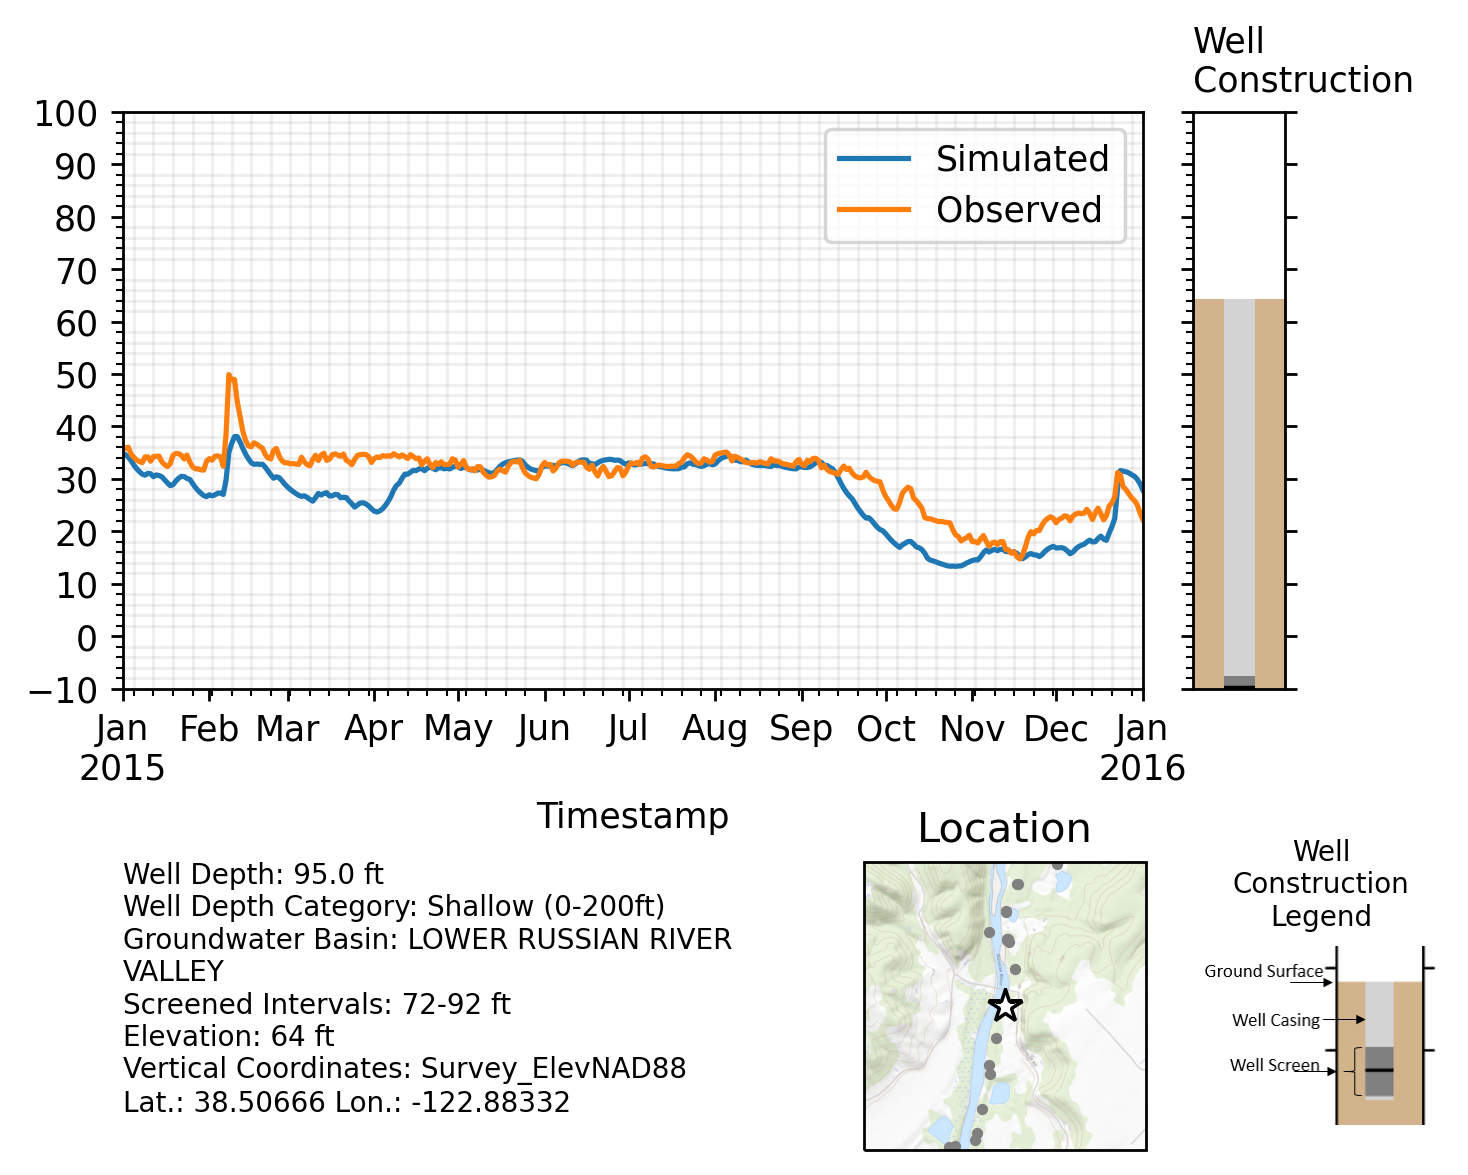 Well
Construction
100
90
80
70
60
50
40
30
20
10
0
−10
Simulated
Observed
Jan Feb Mar Apr May Jun Jul Aug Sep Oct Nov Dec Jan
2015 2016
Timestamp
Well Depth: 95.0 ft
Well Depth Category: Shallow (0-200ft)
Groundwater Basin: LOWER RUSSIAN RIVER
VALLEY
Screened Intervals: 72-92 ft
Elevation: 64 ft
Vertical Coordinates: Survey_ElevNAD88
Lat.: 38.50666 Lon.: -122.88332
Location
Well
Construction
Legend
Ground Surface
Well Casing
Well Screen